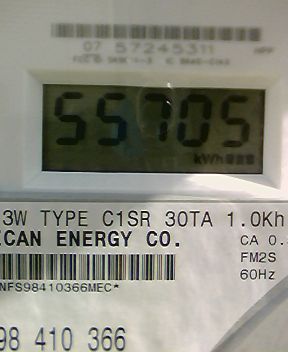 07 57245311
55705
kWh
3W TYPE C1SR 30TA 1.0Kh
ICAN ENERGY CO.
CA 0.
FM2S
60Hz
NFS98410366MEC*
98 410 366